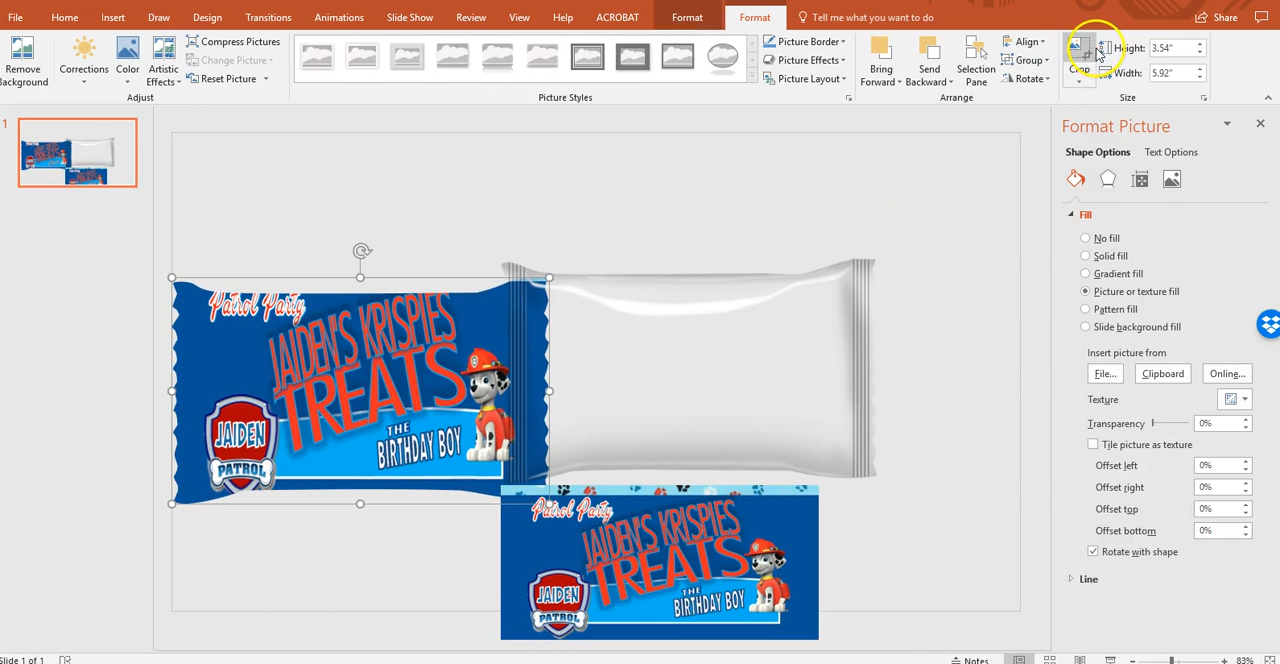 File Home Insert Draw Design Transitions Animations Slide Show Review View Help ACROBAT Format Format Tell me what you want to do Share
Remove Background
Corrections
Color
Artistic Effects
Compress Pictures
Change Picture
Reset Picture
Adjust
Picture Styles
Picture Border
Picture Effects
Picture Layout
Bring Forward
Send Backward
Selection Pane
Align
Group
Rotate
Arrange
Crop
Height: 3.54"
Width: 5.92"
Size
1
Patrol Party
JAIDEN'S KRISPIES
TREATS
THE
BIRTHDAY BOY
JAIDEN
PATROL
Patrol Party
JAIDEN'S KRISPIES
TREATS
THE
BIRTHDAY BOY
JAIDEN
PATROL
Format Picture
Shape Options Text Options
Fill
No fill
Solid fill
Gradient fill
Picture or texture fill
Pattern fill
Slide background fill
Insert picture from
File... Clipboard Online...
Texture
Transparency 0%
Tile picture as texture
Offset left 0%
Offset right 0%
Offset top 0%
Offset bottom 0%
Rotate with shape
Line
Slide 1 of 1 Notes 83%